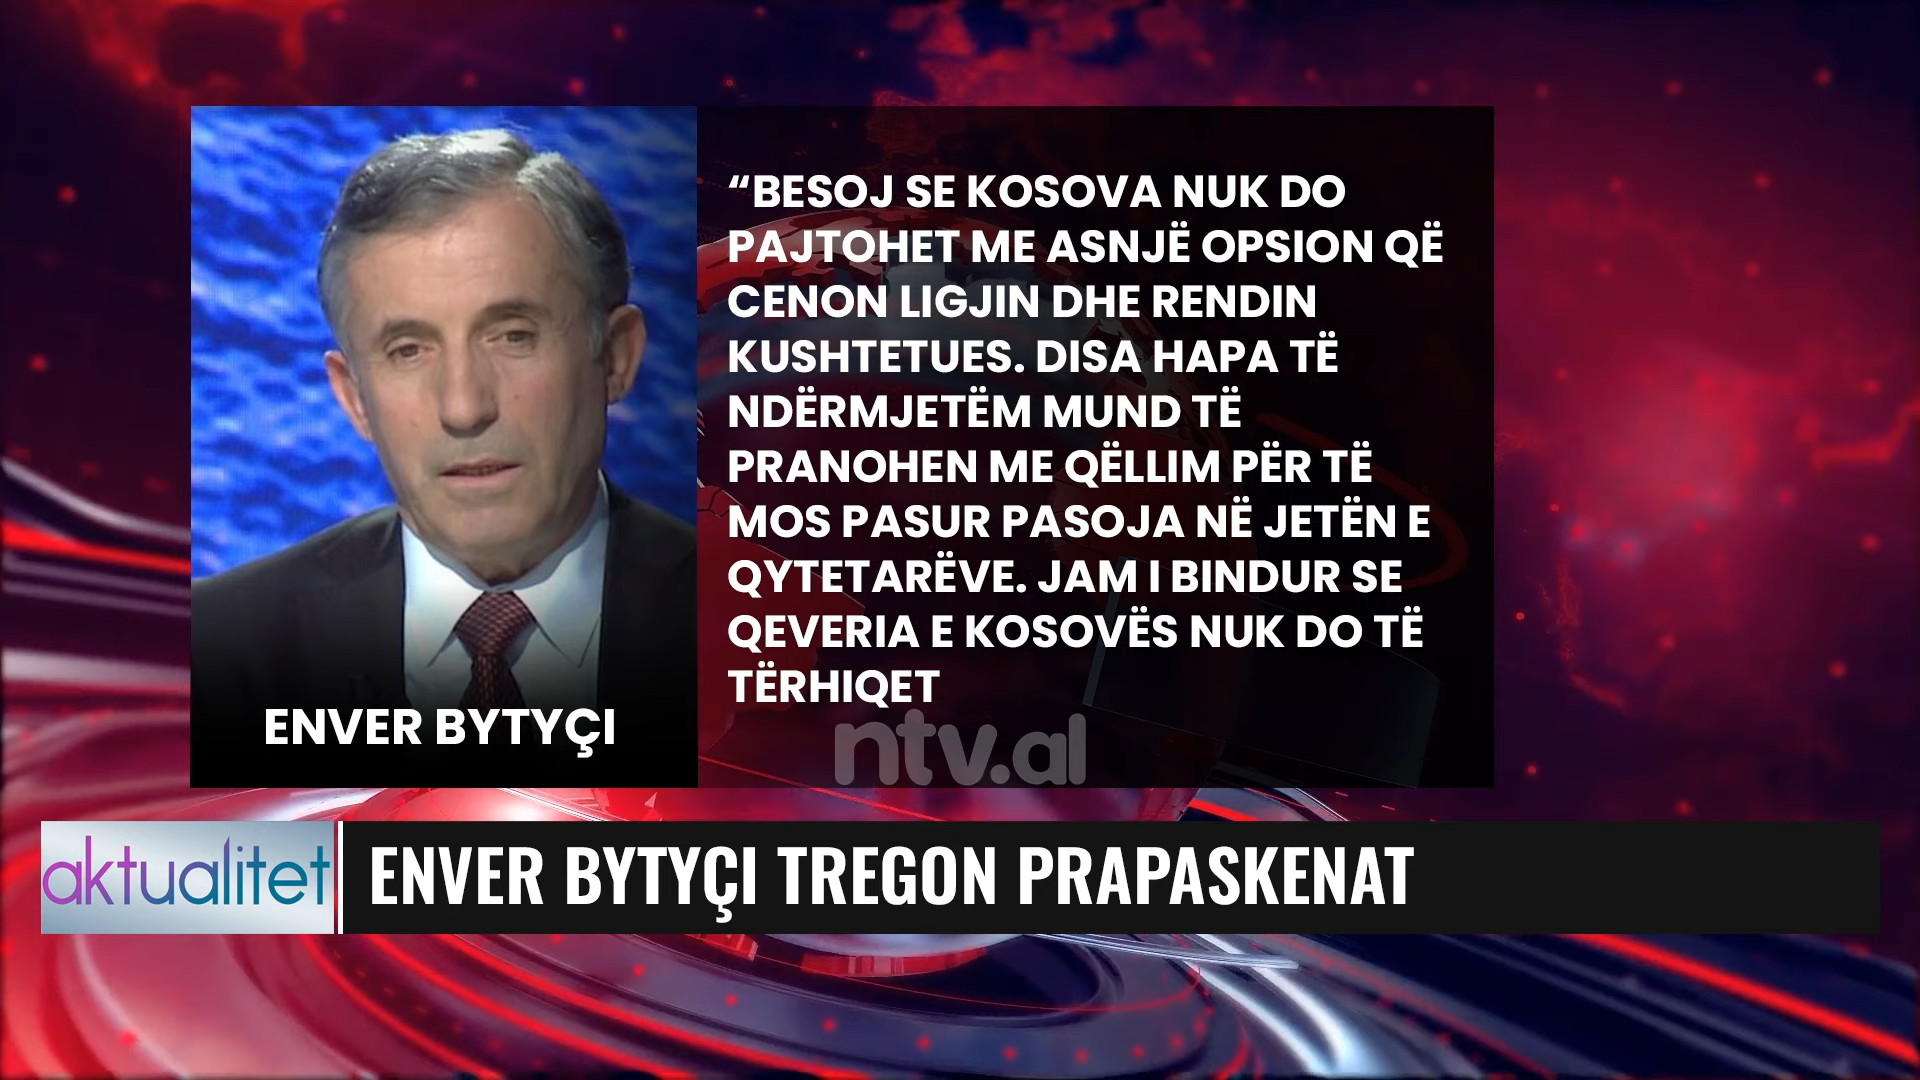 “BESOJ SE KOSOVA NUK DO
PAJTOHET ME ASNJË OPSION QË
CENON LIGJIN DHE RENDIN
KUSHTETUES. DISA HAPA TË
NDËRMJETËM MUND TË
PRANOHEN ME QËLLIM PËR TË
MOS PASUR PASOJA NË JETËN E
QYTETARËVE. JAM I BINDUR SE
QEVERIA E KOSOVËS NUK DO TË
TËRHIQET
ENVER BYTYÇI
ntv.al
aktualitet
ENVER BYTYÇI TREGON PRAPASKENAT